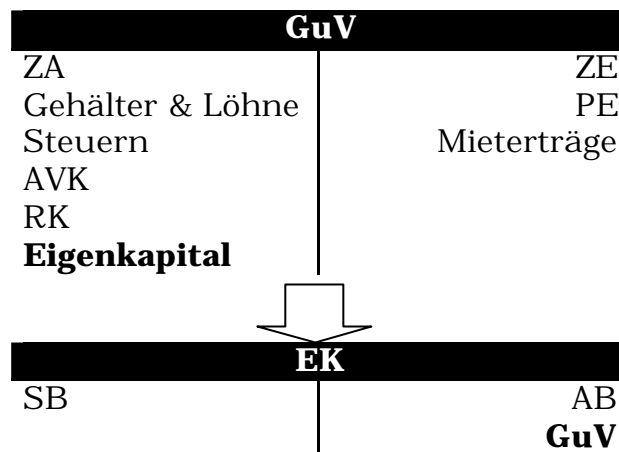 GuV
ZA ZE
Gehälter & Löhne PE
Steuern Mieterträge
AVK
RK
Eigenkapital
EK
SB AB
GuV